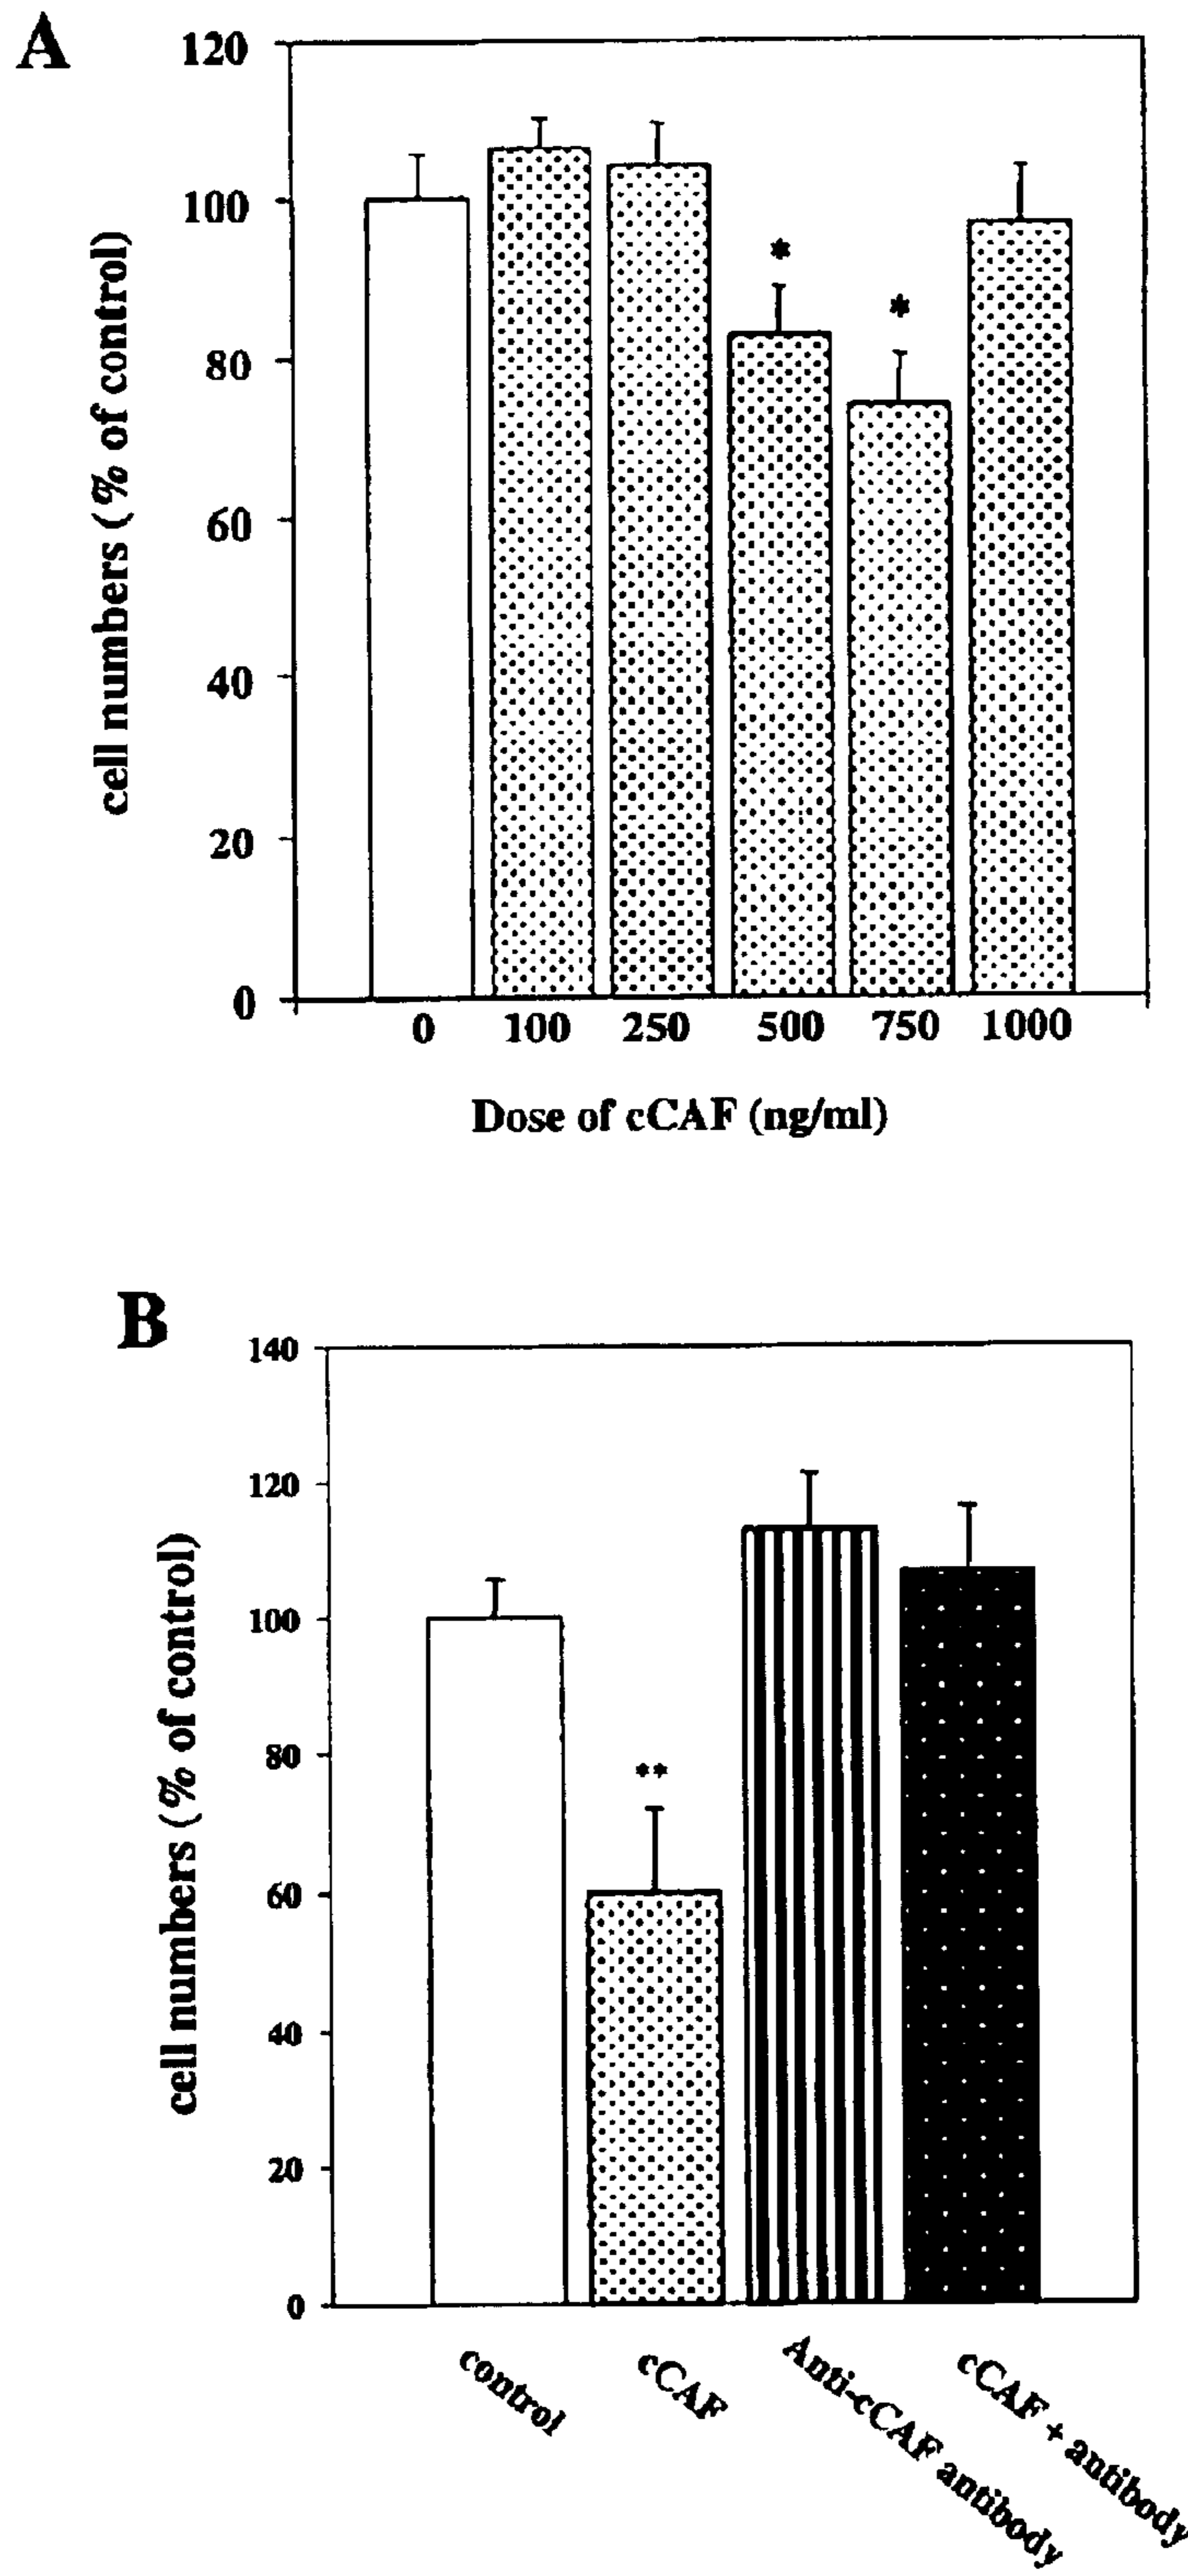 A
120
100
80
60
40
20
0
cell numbers (% of control)
*
*
0 100 250 500 750 1000
Dose of cCAF (ng/ml)
B
140
120
100
80
60
40
20
0
cell numbers (% of control)
**
control
cCAF
Anti-cCAF antibody
cCAF + antibody